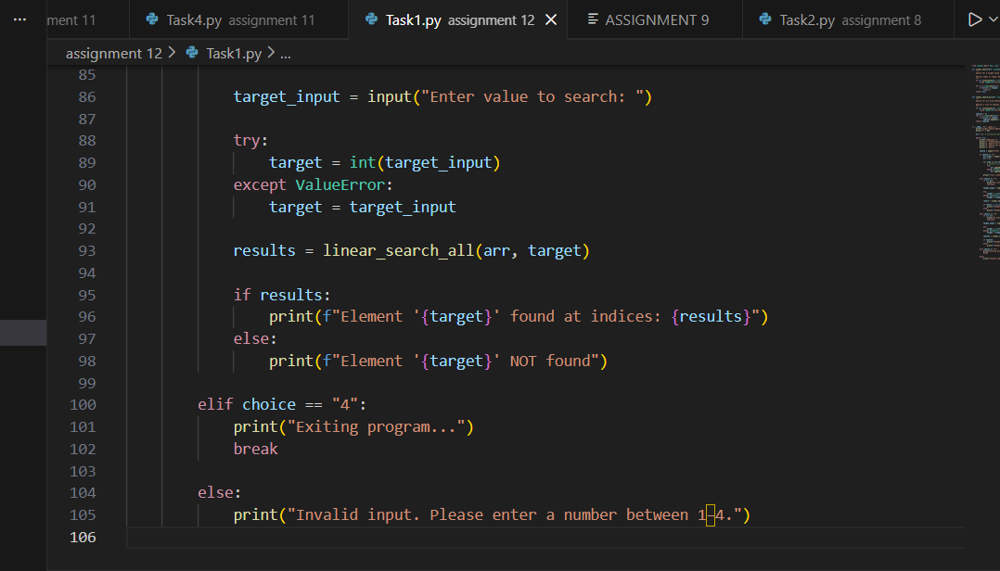 ... ment 11 Task4.py assignment 11 Task1.py assignment 12 × ASSIGNMENT 9 Task2.py assignment 8
assignment 12 > Task1.py > ...
85
86 target_input = input("Enter value to search: ")
87
88 try:
89 target = int(target_input)
90 except ValueError:
91 target = target_input
92
93 results = linear_search_all(arr, target)
94
95 if results:
96 print(f"Element '{target}' found at indices: {results}")
97 else:
98 print(f"Element '{target}' NOT found")
99
100 elif choice == "4":
101 print("Exiting program...")
102 break
103
104 else:
105 print("Invalid input. Please enter a number between 1–4.")
106